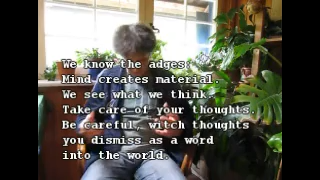 We know the adges:
Mind creates material.
We see what we think.
Take care of your thoughts.
Be careful, witch thoughts
you dismiss as a word
into the world.